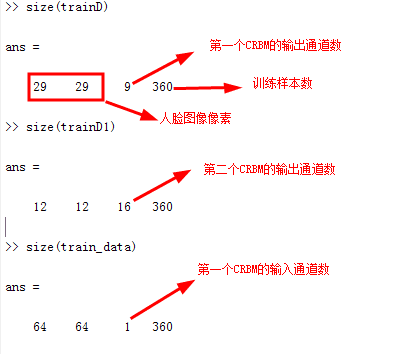 >> size(trainD)
第一个CRBM的输出通道数
ans =
29 29 9 360
训练样本数
人脸图像像素
>> size(trainD1)
ans =
第二个CRBM的输出通道数
12 12 16 360
>> size(train_data)
第一个CRBM的输入通道数
ans =
64 64 1 360